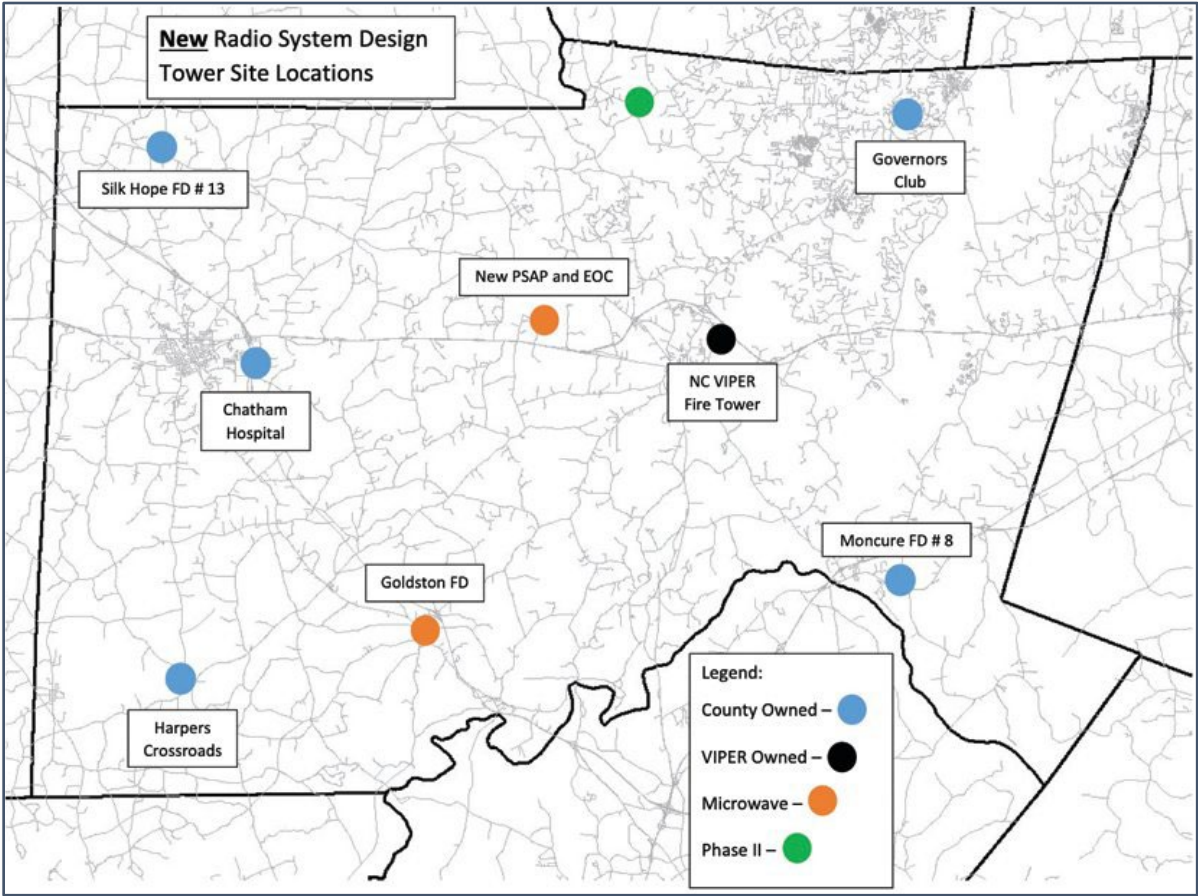 New Radio System Design
Tower Site Locations
Silk Hope FD # 13
Governors
Club
New PSAP and EOC
NC VIPER
Fire Tower
Chatham
Hospital
Moncure FD # 8
Goldston FD
Harpers
Crossroads
Legend:
County Owned –
VIPER Owned –
Microwave –
Phase II –